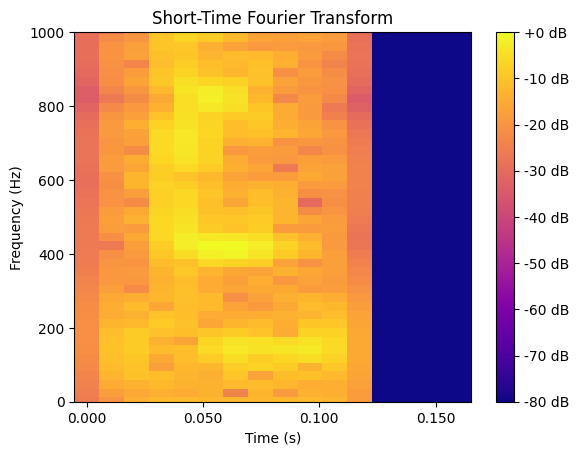 Short-Time Fourier Transform
1000
800
600
400
200
0
Frequency (Hz)
0.000
0.050
0.100
0.150
Time (s)
+0 dB
-10 dB
-20 dB
-30 dB
-40 dB
-50 dB
-60 dB
-70 dB
-80 dB